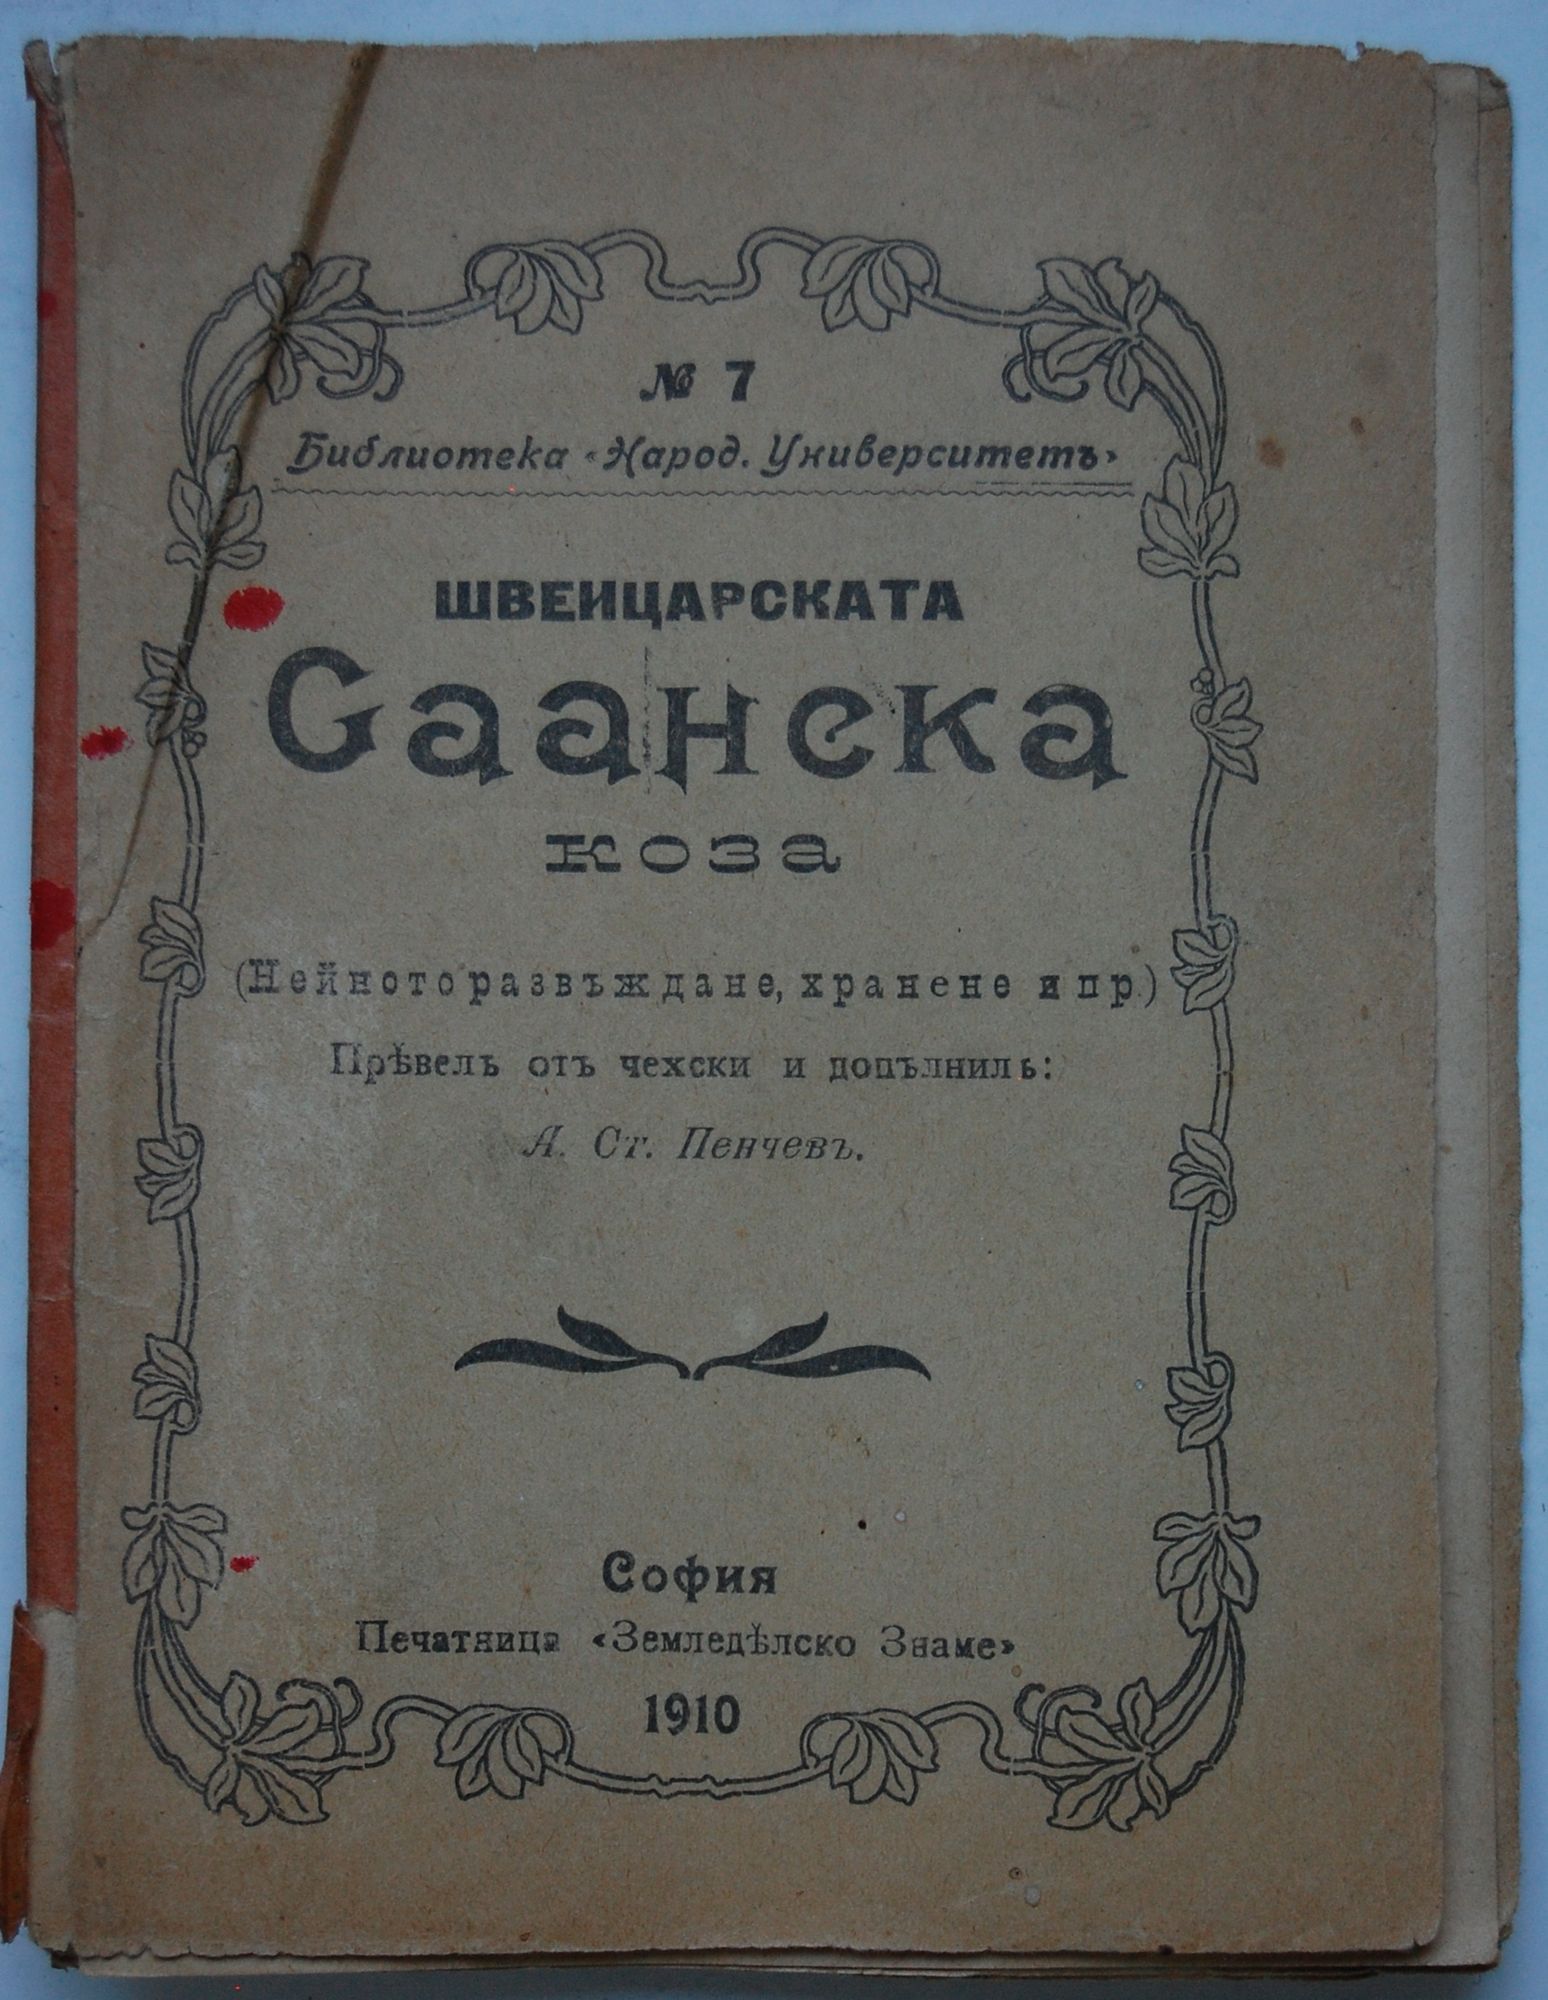 № 7
Библиотека «Народ. Университетъ»
ШВЕИЦАРСКАТА
Саанска
коза
(Нейното развъждане, хранене и пр.)
Прѣвелъ отъ чехски и допълнилъ:
А. Ст. Пенчевъ.
София
Печатница «Земледѣлско Знаме»
1910